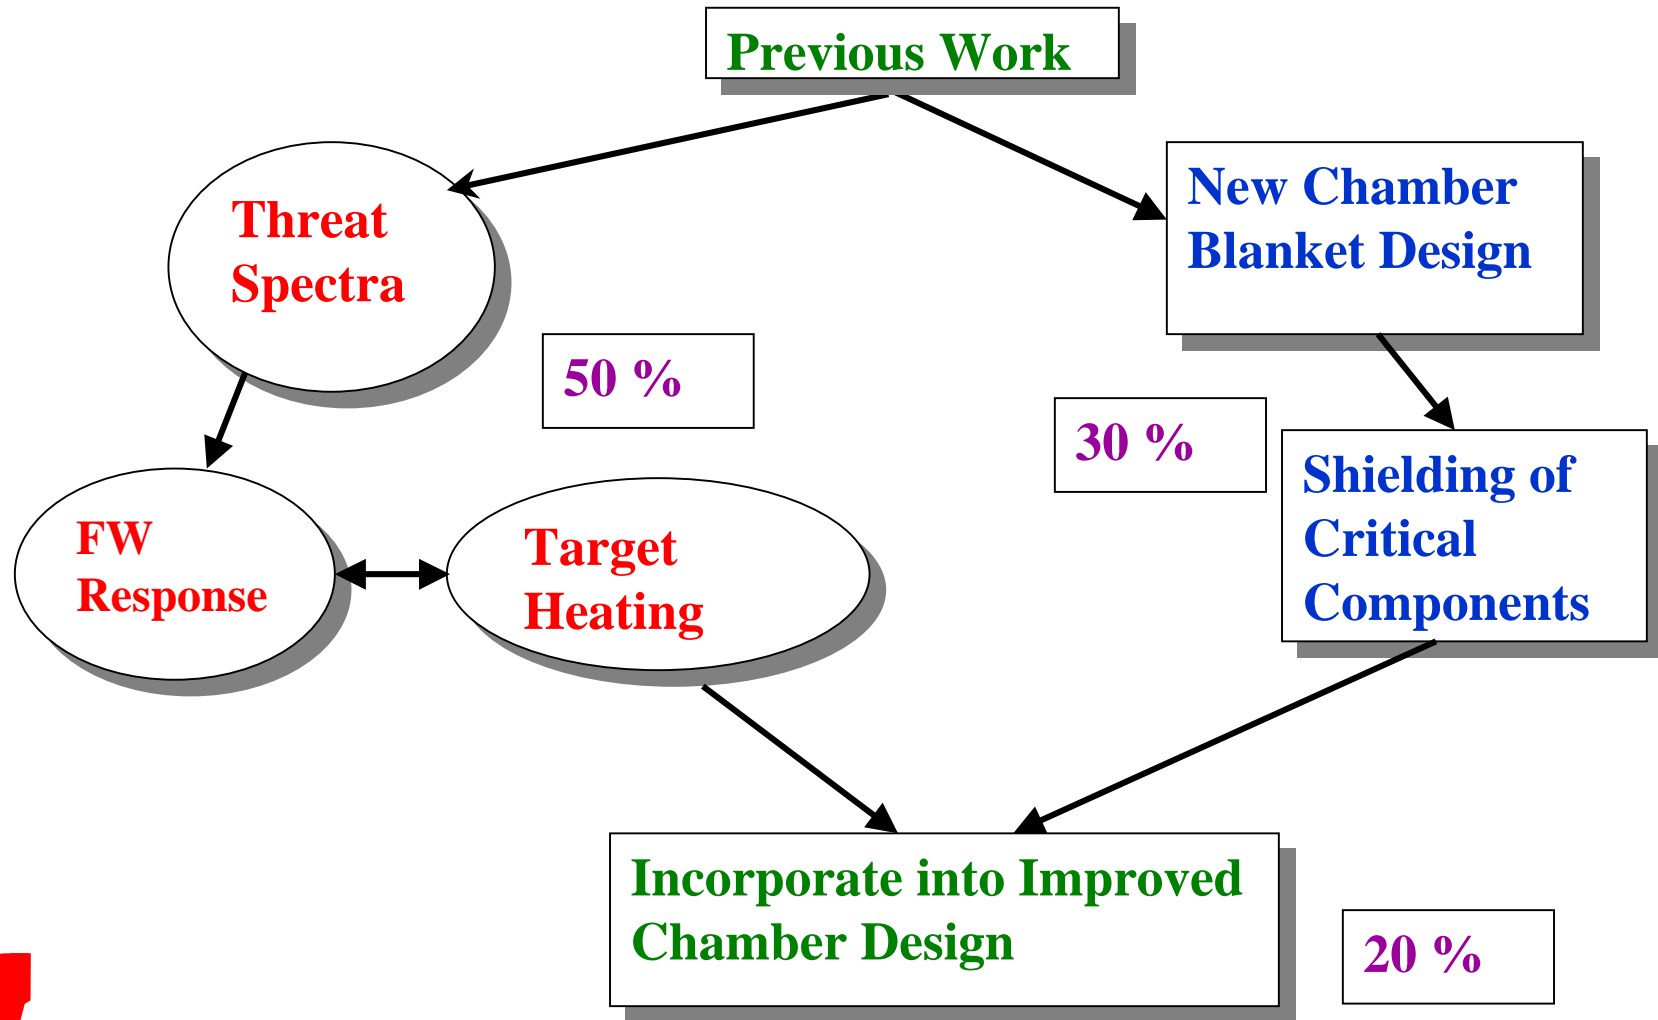 Previous Work
New Chamber
Blanket Design
Threat
Spectra
50 %
30 %
Shielding of
Critical
Components
FW
Response
Target
Heating
Incorporate into Improved
Chamber Design
20 %